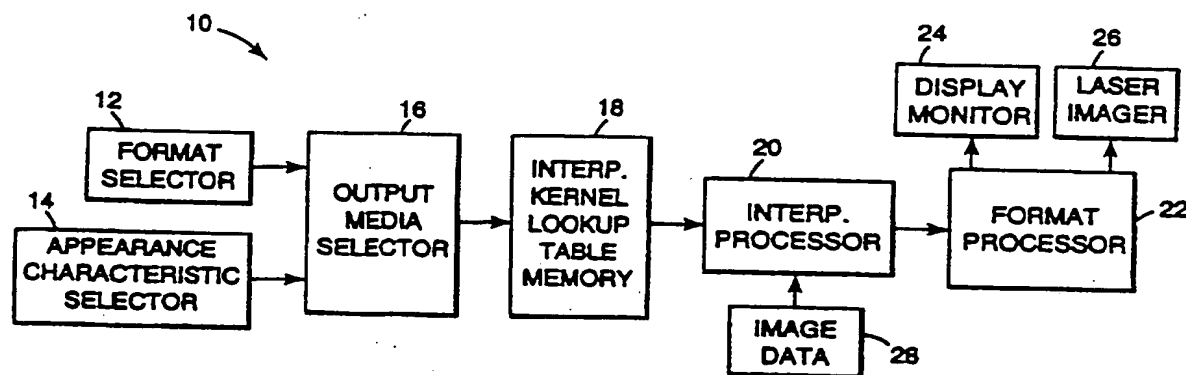 10
12
FORMAT
SELECTOR
14
APPEARANCE
CHARACTERISTIC
SELECTOR
16
OUTPUT
MEDIA
SELECTOR
18
INTERP.
KERNEL
LOOKUP
TABLE
MEMORY
20
INTERP.
PROCESSOR
IMAGE
DATA
28
24
DISPLAY
MONITOR
26
LASER
IMAGER
FORMAT
PROCESSOR
22